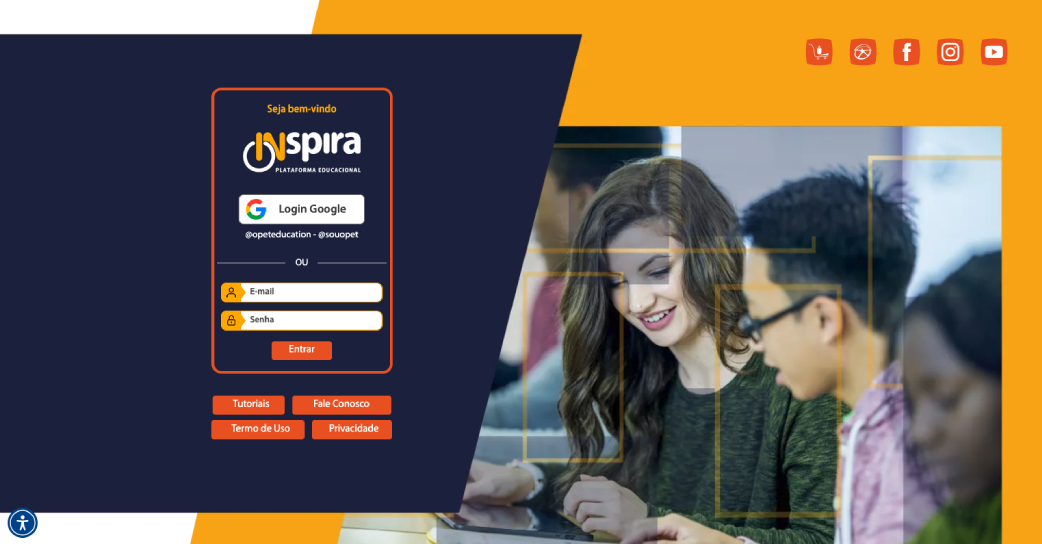 Seja bem-vindo
INspira
PLATAFORMA EDUCACIONAL
Login Google
@opeteducation - @souopet
OU
E-mail
Senha
Entrar
Tutoriais
Fale Conosco
Termo de Uso
Privacidade